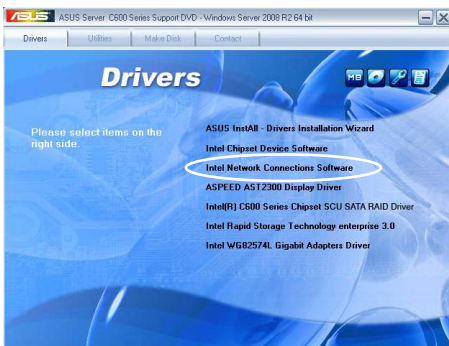 ASUS ASUS Server C600 Series Support DVD - Windows Server 2008 R2 64 bit
Drivers Utilities Make Disk Contact
Drivers
MB
Please select items on the
right side.
ASUS InstAll - Drivers Installation Wizard
Intel Chipset Device Software
Intel Network Connections Software
ASPEED AST2300 Display Driver
Intel(R) C600 Series Chipset SCU SATA RAID Driver
Intel Rapid Storage Technology enterprise 3.0
Intel WG82574L Gigabit Adapters Driver